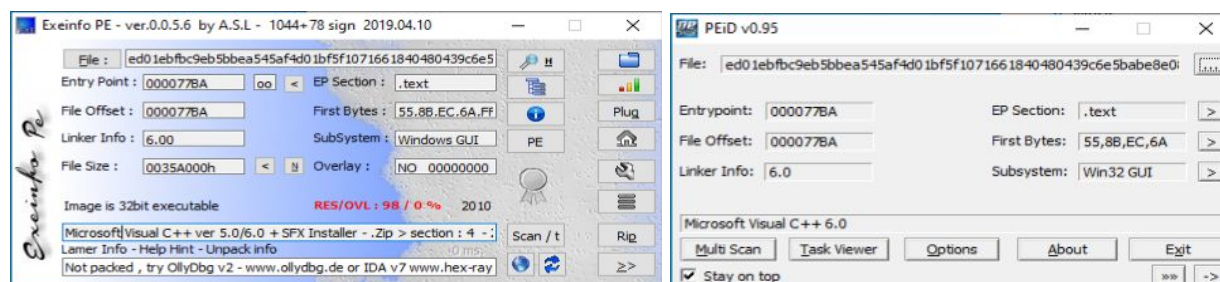 Exeinfo PE - ver.0.0.5.6 by A.S.L - 1044+78 sign 2019.04.10
File : ed01ebfbc9eb5bbea545af4d01bf5f1071661840480439c6e5 H
Entry Point : 000077BA oo < EP Section : .text
File Offset : 000077BA First Bytes : 55.8B.EC.6A.FF Plug
Linker Info : 6.00 SubSystem : Windows GUI PE
File Size : 0035A000h < N Overlay : NO 00000000
Image is 32bit executable RES/OVL : 98 / 0 % 2010
Microsoft Visual C++ ver 5.0/6.0 + SFX Installer - .Zip > section : 4 - Scan / t Rip
Lamer Info - Help Hint - Unpack info 0 ms
Not packed , try OllyDbg v2 - www.ollydbg.de or IDA v7 www.hex-ray >>
Exeinfo Pe
PEiD v0.95
File: ed01ebfbc9eb5bbea545af4d01bf5f1071661840480439c6e5babe8e0 ...
Entrypoint: 000077BA EP Section: .text >
File Offset: 000077BA First Bytes: 55,8B,EC,6A >
Linker Info: 6.0 Subsystem: Win32 GUI >
Microsoft Visual C++ 6.0
Multi Scan Task Viewer Options About Exit
Stay on top »» ->